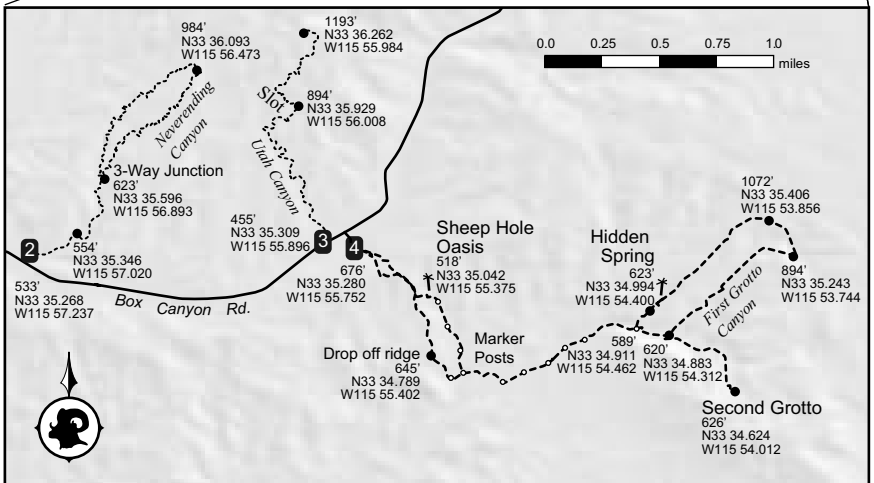 984'
N33 36.093
W115 56.473
1193'
N33 36.262
W115 55.984
0.0 0.25 0.5 0.75 1.0
miles
Neverending
Canyon
Slot
894'
N33 35.929
W116 56.008
3-Way Junction
623'
N33 35.596
W116 56.893
Utah Canyon
1072'
N33 35.406
W115 53.856
455'
N33 35.309
W115 55.896
3
4
2
554'
N33 35.346
W115 57.020
533'
N33 35.268
W115 57.237
Box Canyon Rd.
676'
N33 35.280
W115 55.752
Sheep Hole
Oasis
518'
N33 35.042
W115 55.375
Hidden
Spring
623'
N33 34.994
W115 54.400
First Grotto
Canyon
894'
N33 35.243
W115 53.744
Drop off ridge
645'
N33 34.789
W115 55.402
Marker
Posts
589'
N33 34.911
W115 54.462
620'
N33 34.883
W115 54.312
Second Grotto
626'
N33 34.624
W115 54.012